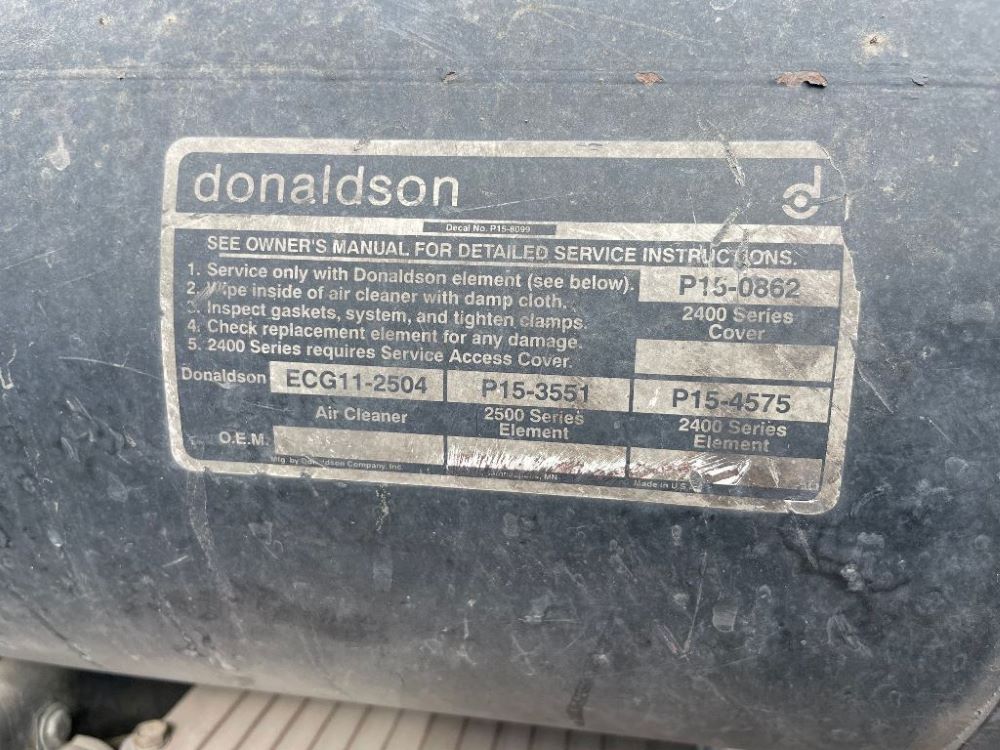 donaldson
Decal No. P15-8099
SEE OWNER'S MANUAL FOR DETAILED SERVICE INSTRUCTIONS.
1. Service only with Donaldson element (see below).
2. Wipe inside of air cleaner with damp cloth.
3. Inspect gaskets, system, and tighten clamps.
4. Check replacement element for any damage.
5. 2400 Series requires Service Access Cover.
P15-0862
2400 Series
Cover
Donaldson ECG11-2504 P15-3551 P15-4575
Air Cleaner 2500 Series 2400 Series
Element Element
O.E.M.
Mfg. by Donaldson Company, Inc. MN Made in U.S.